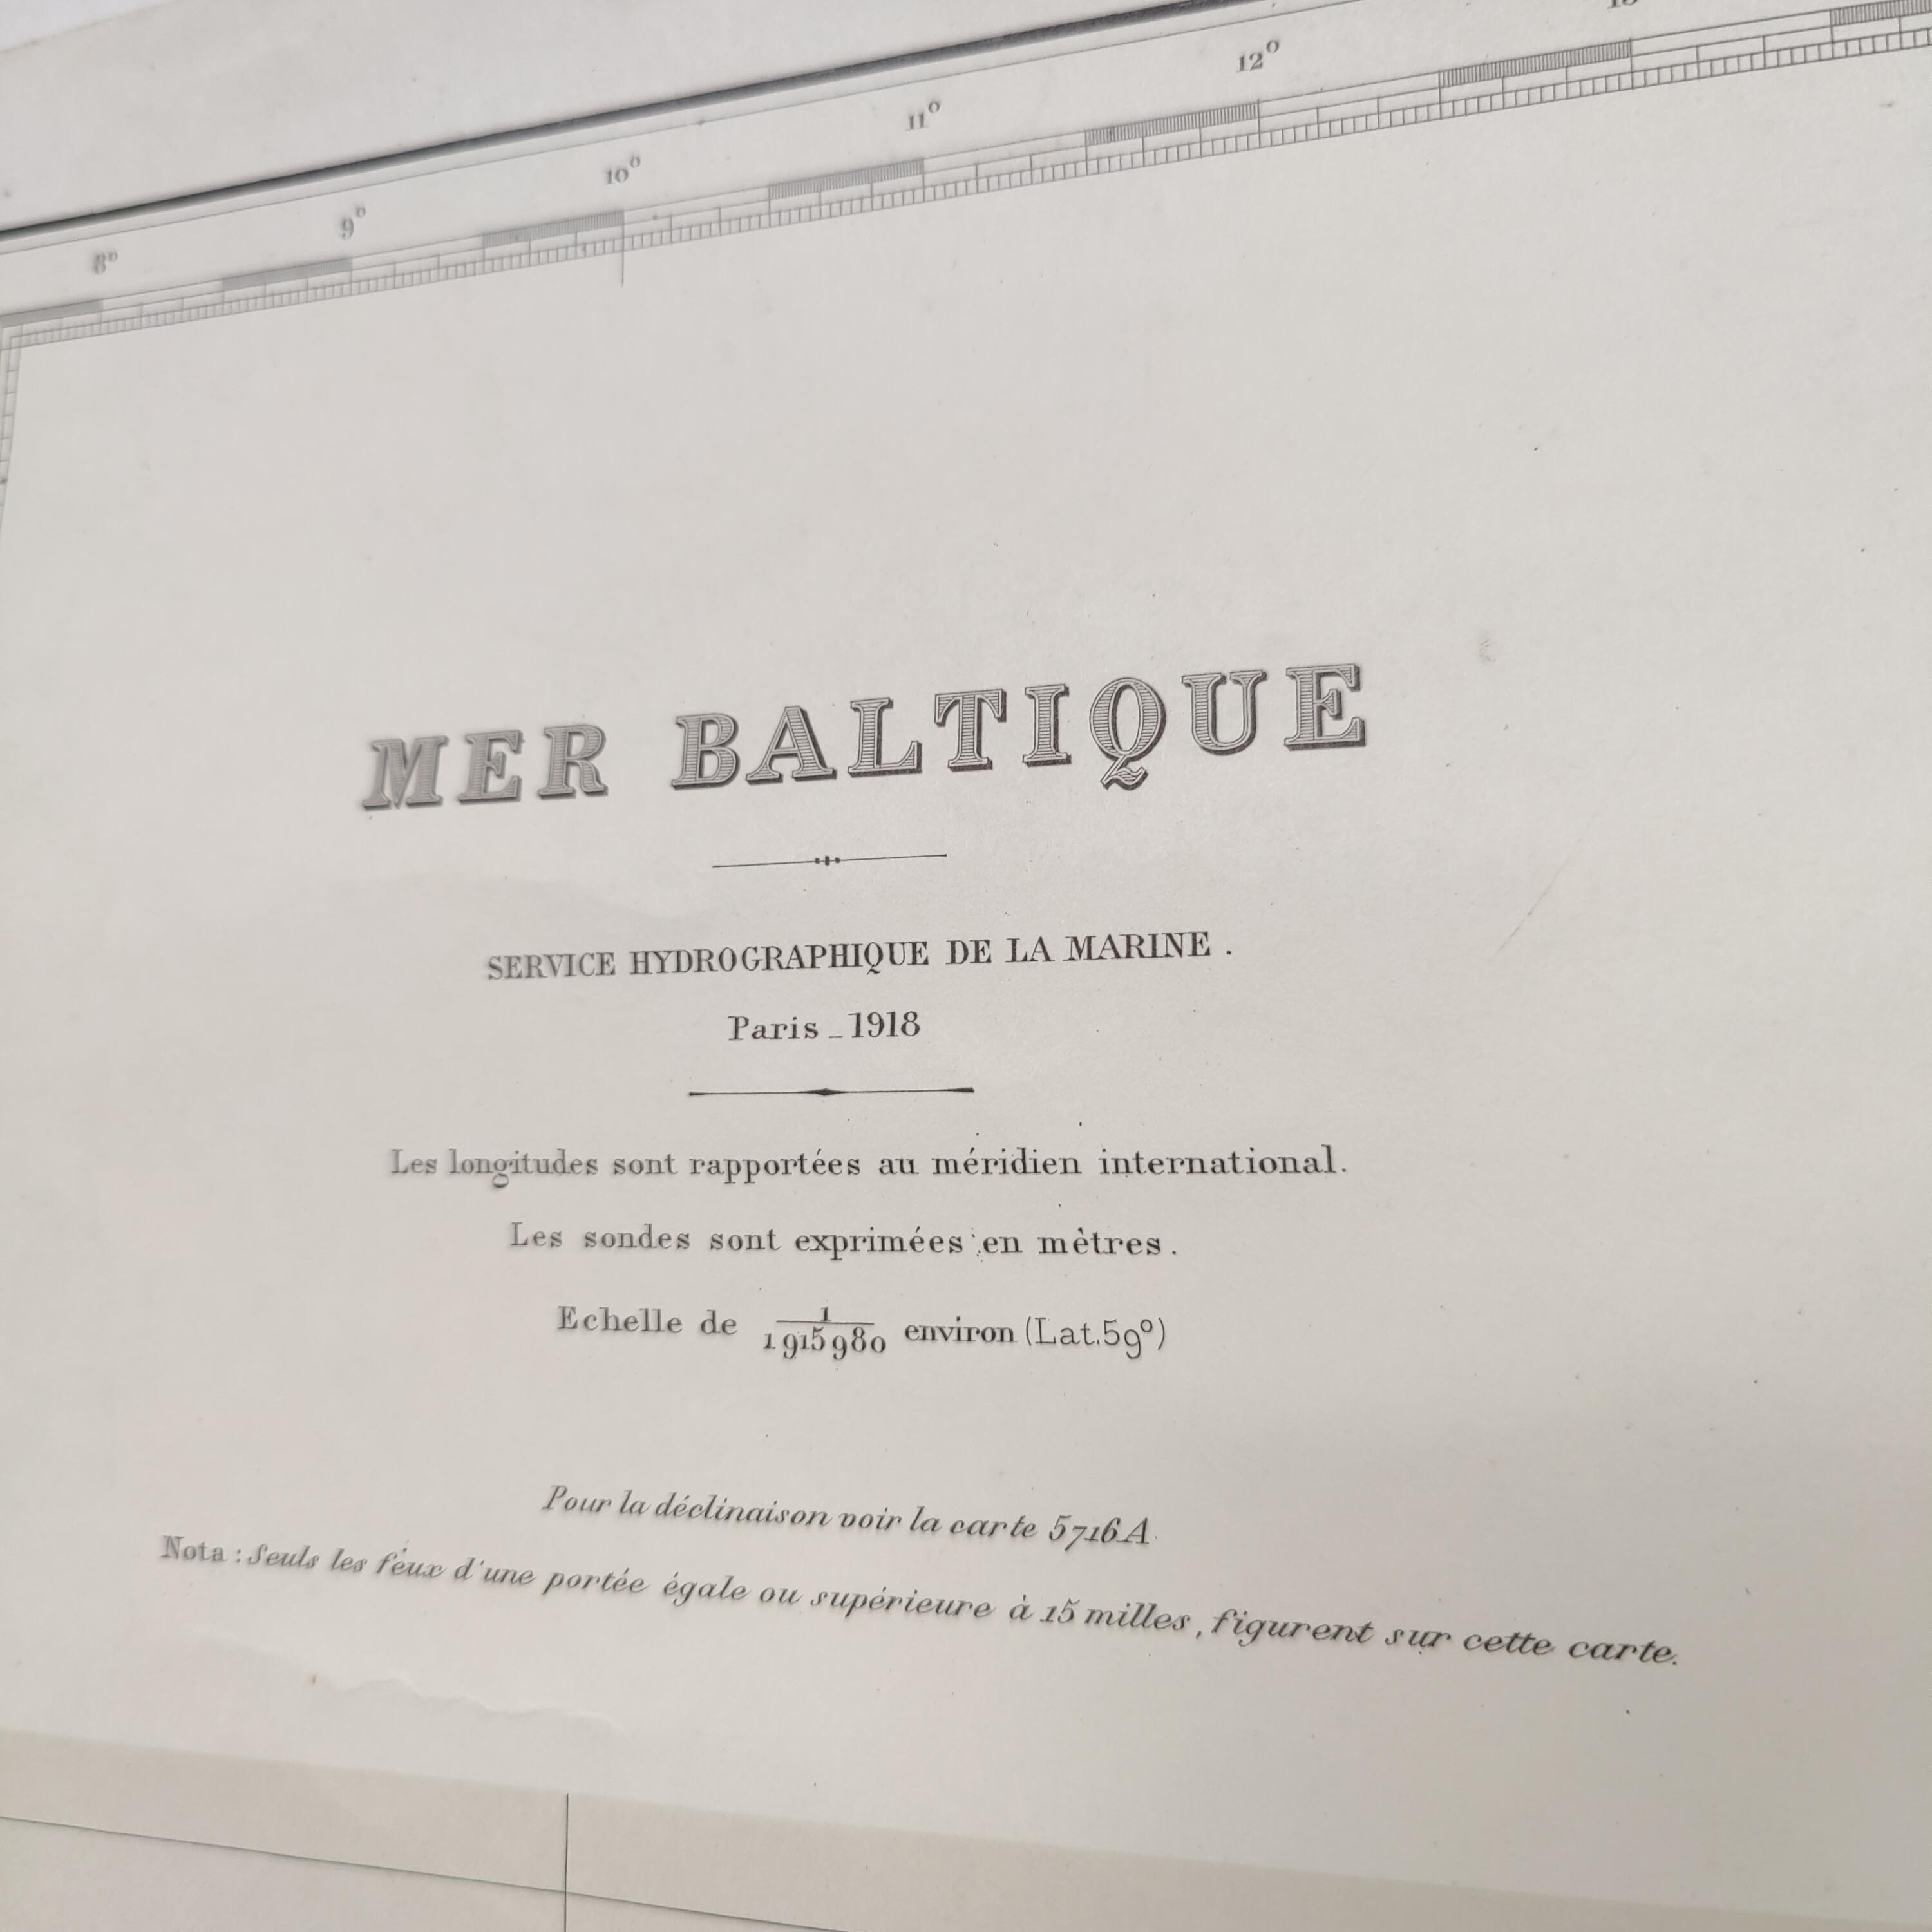 8° 9° 10° 11° 12°
MER BALTIQUE
SERVICE HYDROGRAPHIQUE DE LA MARINE.
Paris _ 1918
Les longitudes sont rapportées au méridien international.
Les sondes sont exprimées en mètres.
Echelle de 1/1915980 environ (Lat.59°)
Pour la déclinaison voir la carte 5716A.
Nota : Seuls les feux d'une portée égale ou supérieure à 15 milles, figurent sur cette carte.